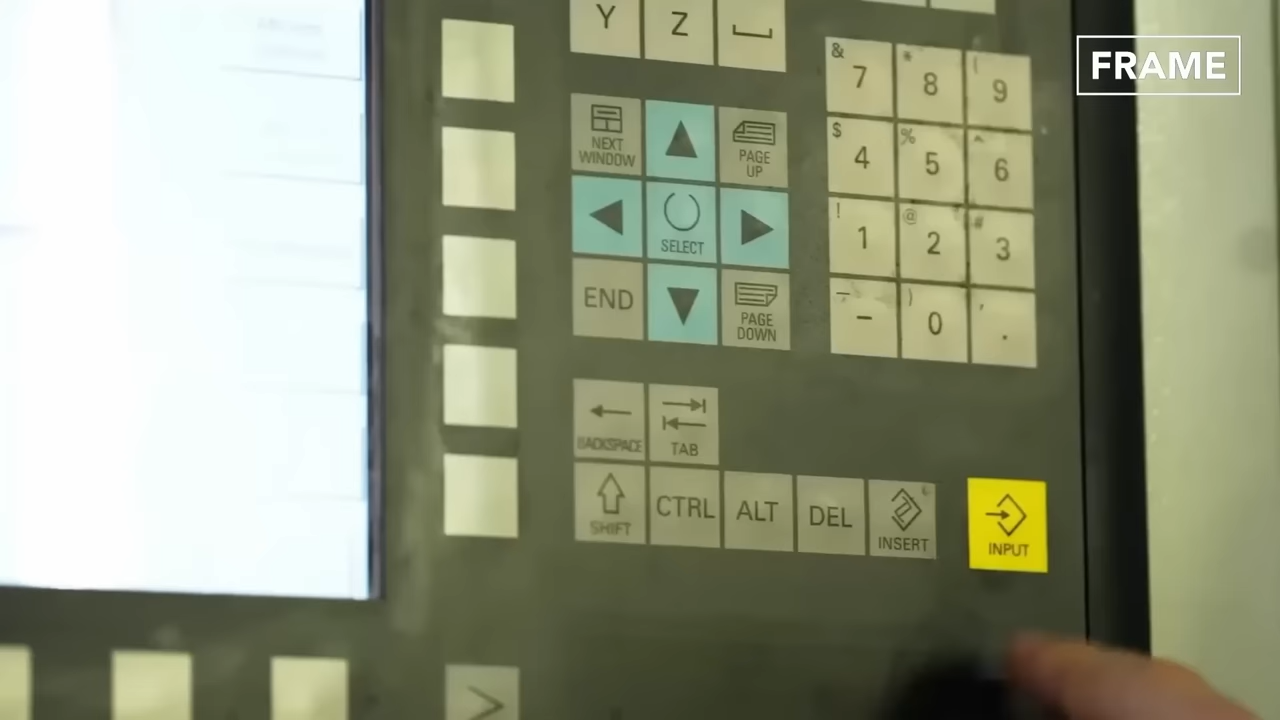 FRAME
Y Z
& 7 * 8 ( 9
NEXT
WINDOW
PAGE
UP
$ 4 % 5 ^ 6
SELECT
! 1 @ 2 # 3
END
PAGE
DOWN
- ) 0 , .
BACKSPACE
TAB
SHIFT
CTRL
ALT
DEL
INSERT
INPUT
>